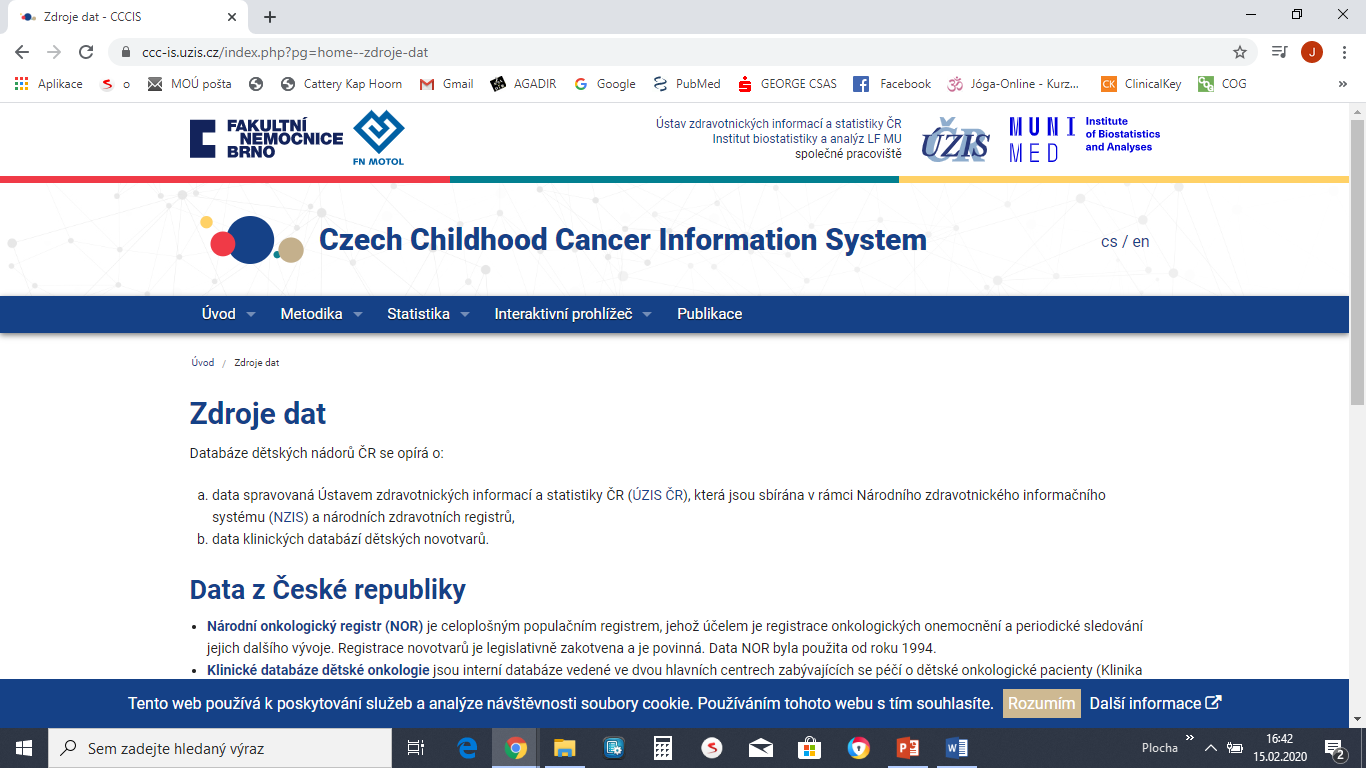 Zdroje dat - CCCIS
ccc-is.uzis.cz/index.php?pg=home--zdroje-dat
J
Aplikace
o
MOÚ pošta
Cattery Kap Hoorn
Gmail
AGADIR
Google
PubMed
GEORGE CSAS
Facebook
Jóga-Online - Kurz...
CK ClinicalKey
COG
»
FAKULTNÍ
NEMOCNICE
BRNO
FN MOTOL
Ústav zdravotnických informací a statistiky ČR
Institut biostatistiky a analýz LF MU
společné pracoviště
ÚZIS
ČR
MUNI
MED
Institute
of Biostatistics
and Analyses
Czech Childhood Cancer Information System
cs / en
Úvod
Metodika
Statistika
Interaktivní prohlížeč
Publikace
Úvod / Zdroje dat
Zdroje dat
Databáze dětských nádorů ČR se opírá o:
a. data spravovaná Ústavem zdravotnických informací a statistiky ČR (ÚZIS ČR), která jsou sbírána v rámci Národního zdravotnického informačního
systému (NZIS) a národních zdravotních registrů,
b. data klinických databází dětských novotvarů.
Data z České republiky
• Národní onkologický registr (NOR) je celoplošným populačním registrem, jehož účelem je registrace onkologických onemocnění a periodické sledování
jejich dalšího vývoje. Registrace novotvarů je legislativně zakotvena a je povinná. Data NOR byla použita od roku 1994.
• Klinické databáze dětské onkologie jsou interní databáze vedené ve dvou hlavních centrech zabývajících se péčí o dětské onkologické pacienty (Klinika
Tento web používá k poskytování služeb a analýze návštěvnosti soubory cookie. Používáním tohoto webu s tím souhlasíte. Rozumím Další informace
Sem zadejte hledaný výraz
Plocha
»
16:42
15.02.2020
2